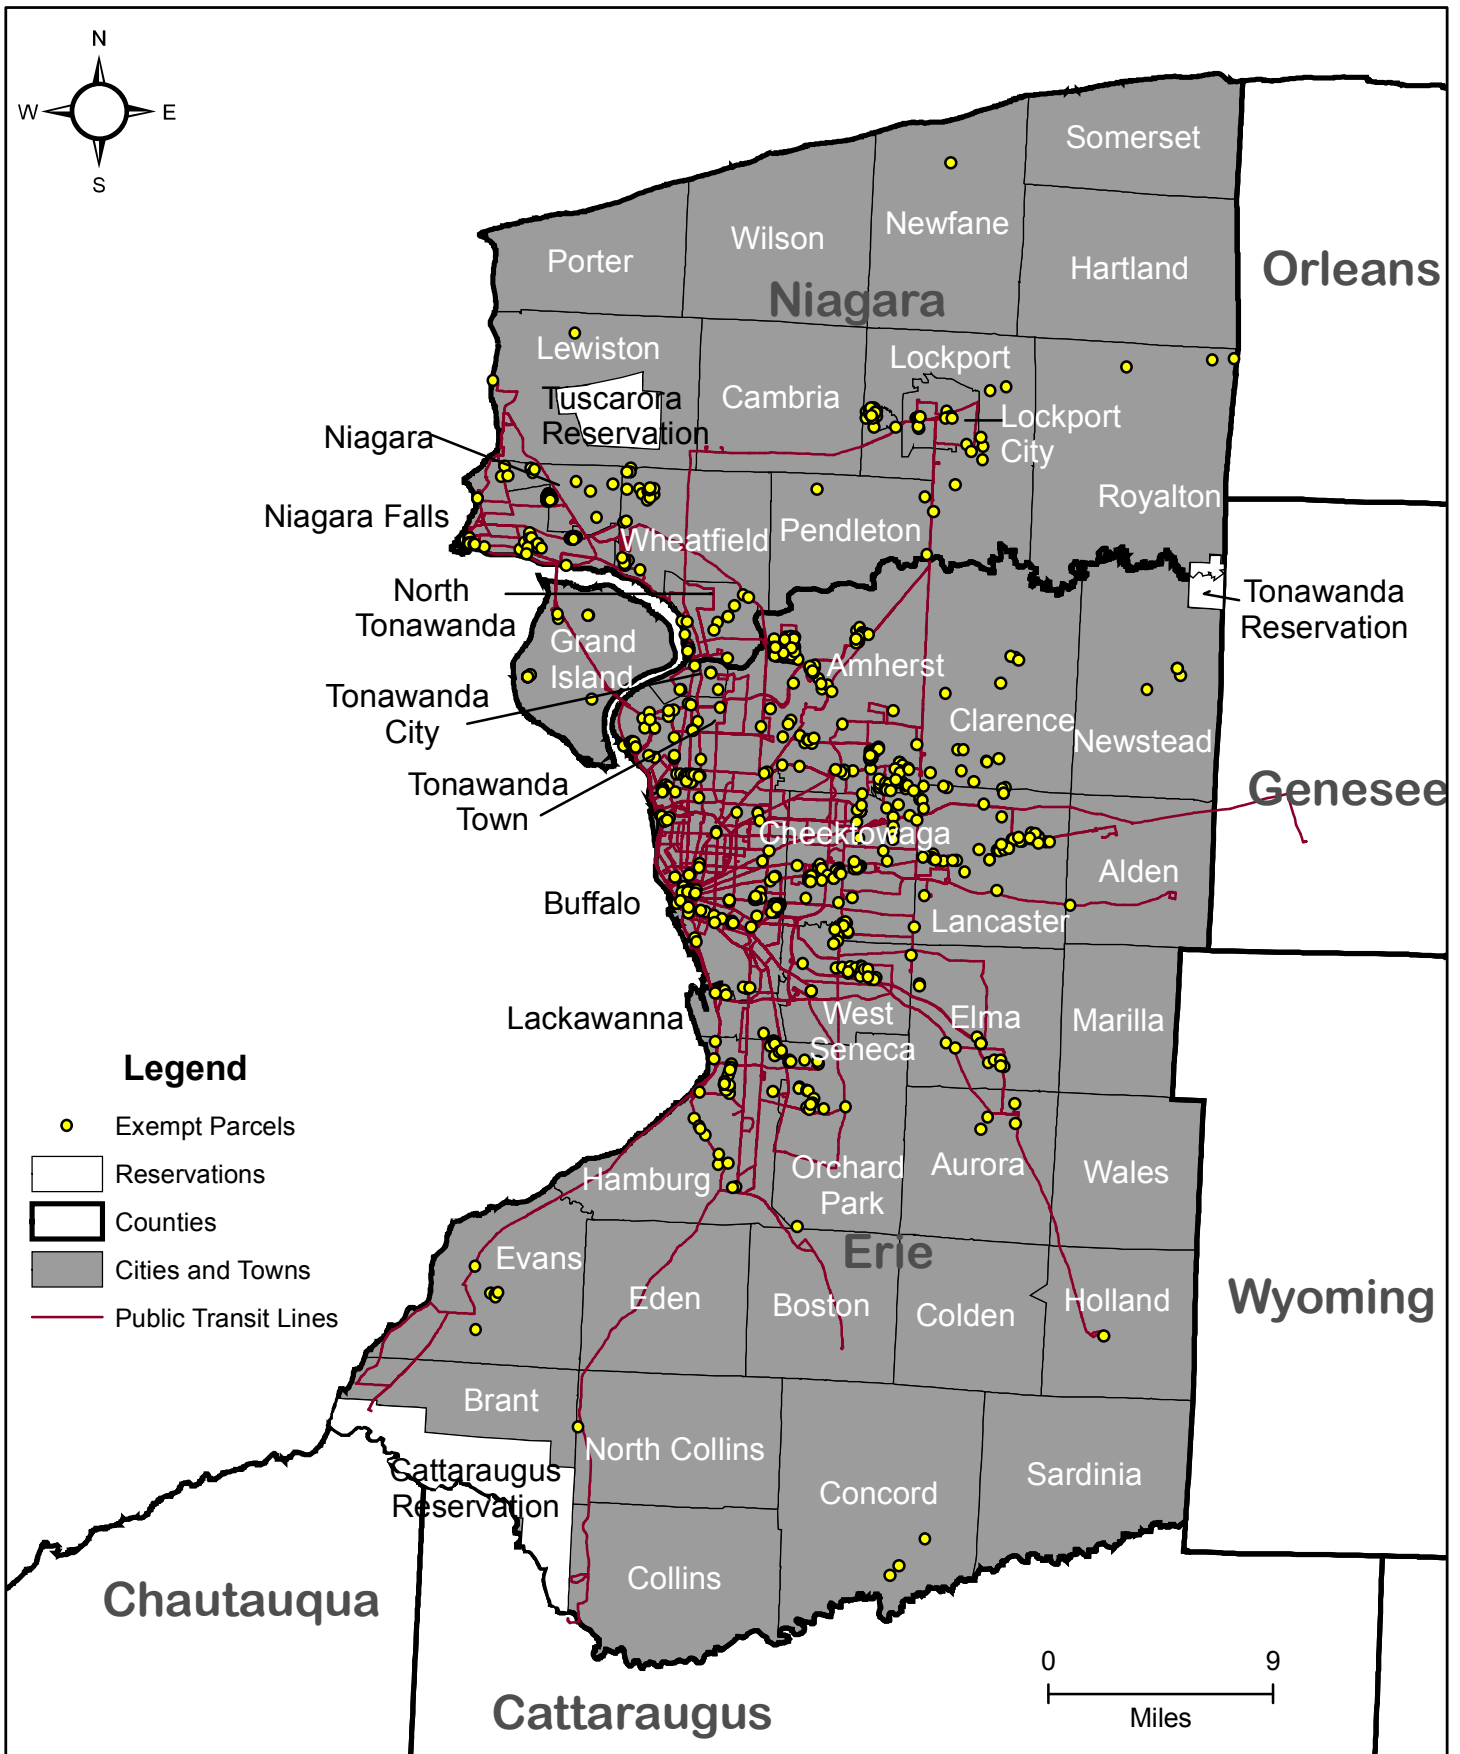 N
W
E
S
Somerset
Newfane
Wilson
Porter
Hartland
Orleans
Niagara
Lewiston
Lockport
Cambria
Tuscarora
Reservation
Lockport
City
Niagara
Royalton
Niagara Falls
Pendleton
Wheatfield
North
Tonawanda
Tonawanda
Reservation
Grand
Island
Amherst
Tonawanda
City
Clarence
Newstead
Tonawanda
Town
Genesee
Cheektowaga
Alden
Buffalo
Lancaster
Lackawanna
West
Seneca
Elma
Marilla
Legend
Exempt Parcels
Reservations
Counties
Cities and Towns
Public Transit Lines
Hamburg
Orchard
Park
Aurora
Wales
Erie
Evans
Eden
Boston
Colden
Holland
Wyoming
Brant
North Collins
Cattaraugus
Reservation
Concord
Sardinia
Collins
Chautauqua
Cattaraugus
0
9
Miles